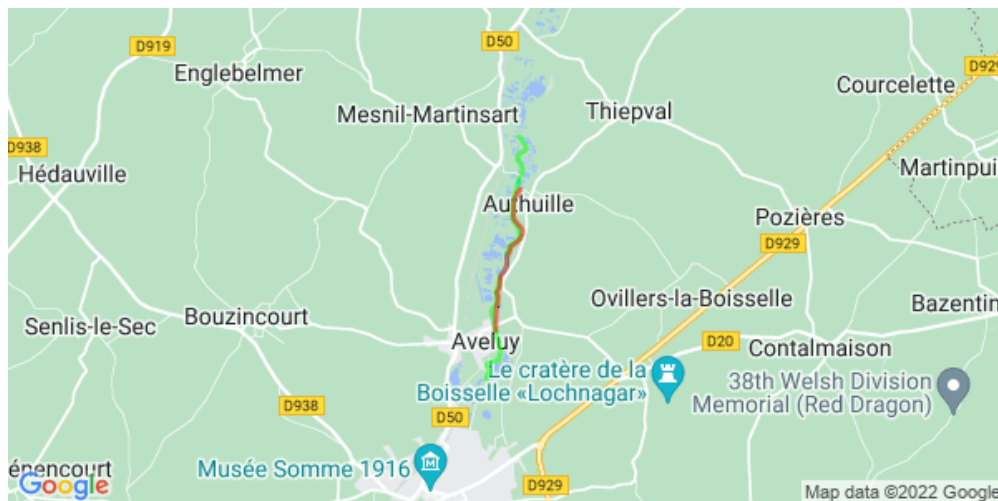 D919
D50
Englebelmer
D929
Courcelette
Mesnil-Martinsart
Thiepval
D938
Martinpui
Hédauville
Authuille
Pozières
D929
Ovillers-la-Boisselle
Bazentin
Senlis-le-Sec
Bouzincourt
Aveluy
D20
Contalmaison
Le cratère de la
Boisselle «Lochnagar»
38th Welsh Division
Memorial (Red Dragon)
D938
D50
Musée Somme 1916
énencourt
D929
Google
Map data ©2022 Google